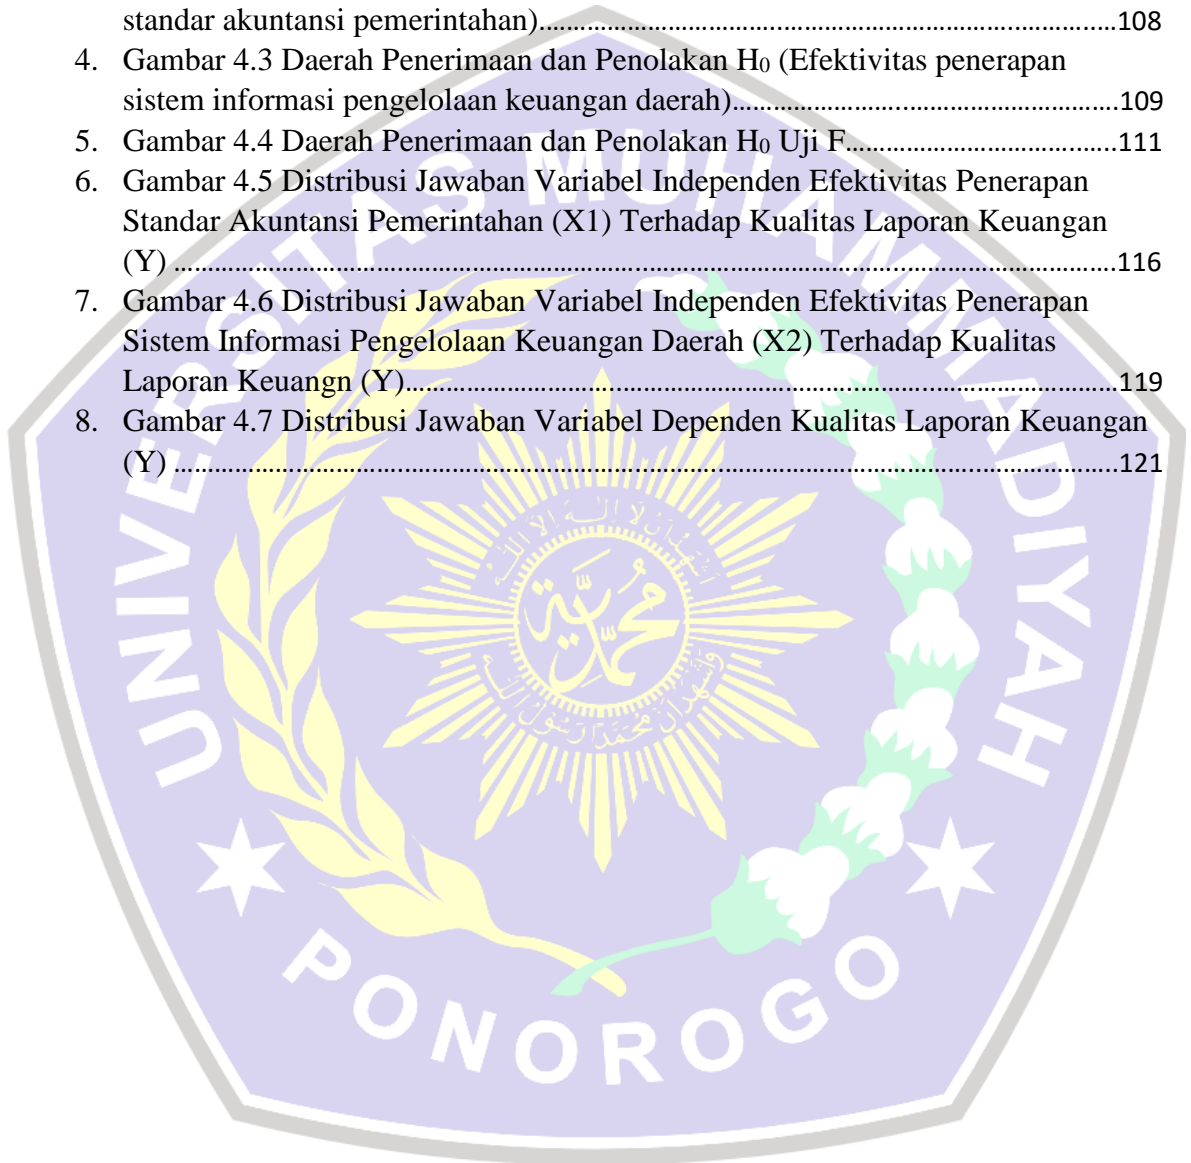 standar akuntansi pemerintahan)..........108
4. Gambar 4.3 Daerah Penerimaan dan Penolakan H₀ (Efektivitas penerapan
sistem informasi pengelolaan keuangan daerah)..........109
5. Gambar 4.4 Daerah Penerimaan dan Penolakan H₀ Uji F..........111
6. Gambar 4.5 Distribusi Jawaban Variabel Independen Efektivitas Penerapan
Standar Akuntansi Pemerintahan (X1) Terhadap Kualitas Laporan Keuangan
(Y) ..........116
7. Gambar 4.6 Distribusi Jawaban Variabel Independen Efektivitas Penerapan
Sistem Informasi Pengelolaan Keuangan Daerah (X2) Terhadap Kualitas
Laporan Keuangn (Y)..........119
8. Gambar 4.7 Distribusi Jawaban Variabel Dependen Kualitas Laporan Keuangan
(Y) ..........121
UNIVERSITAS MUHAMMADIYAH
محمدية
PONOROGO